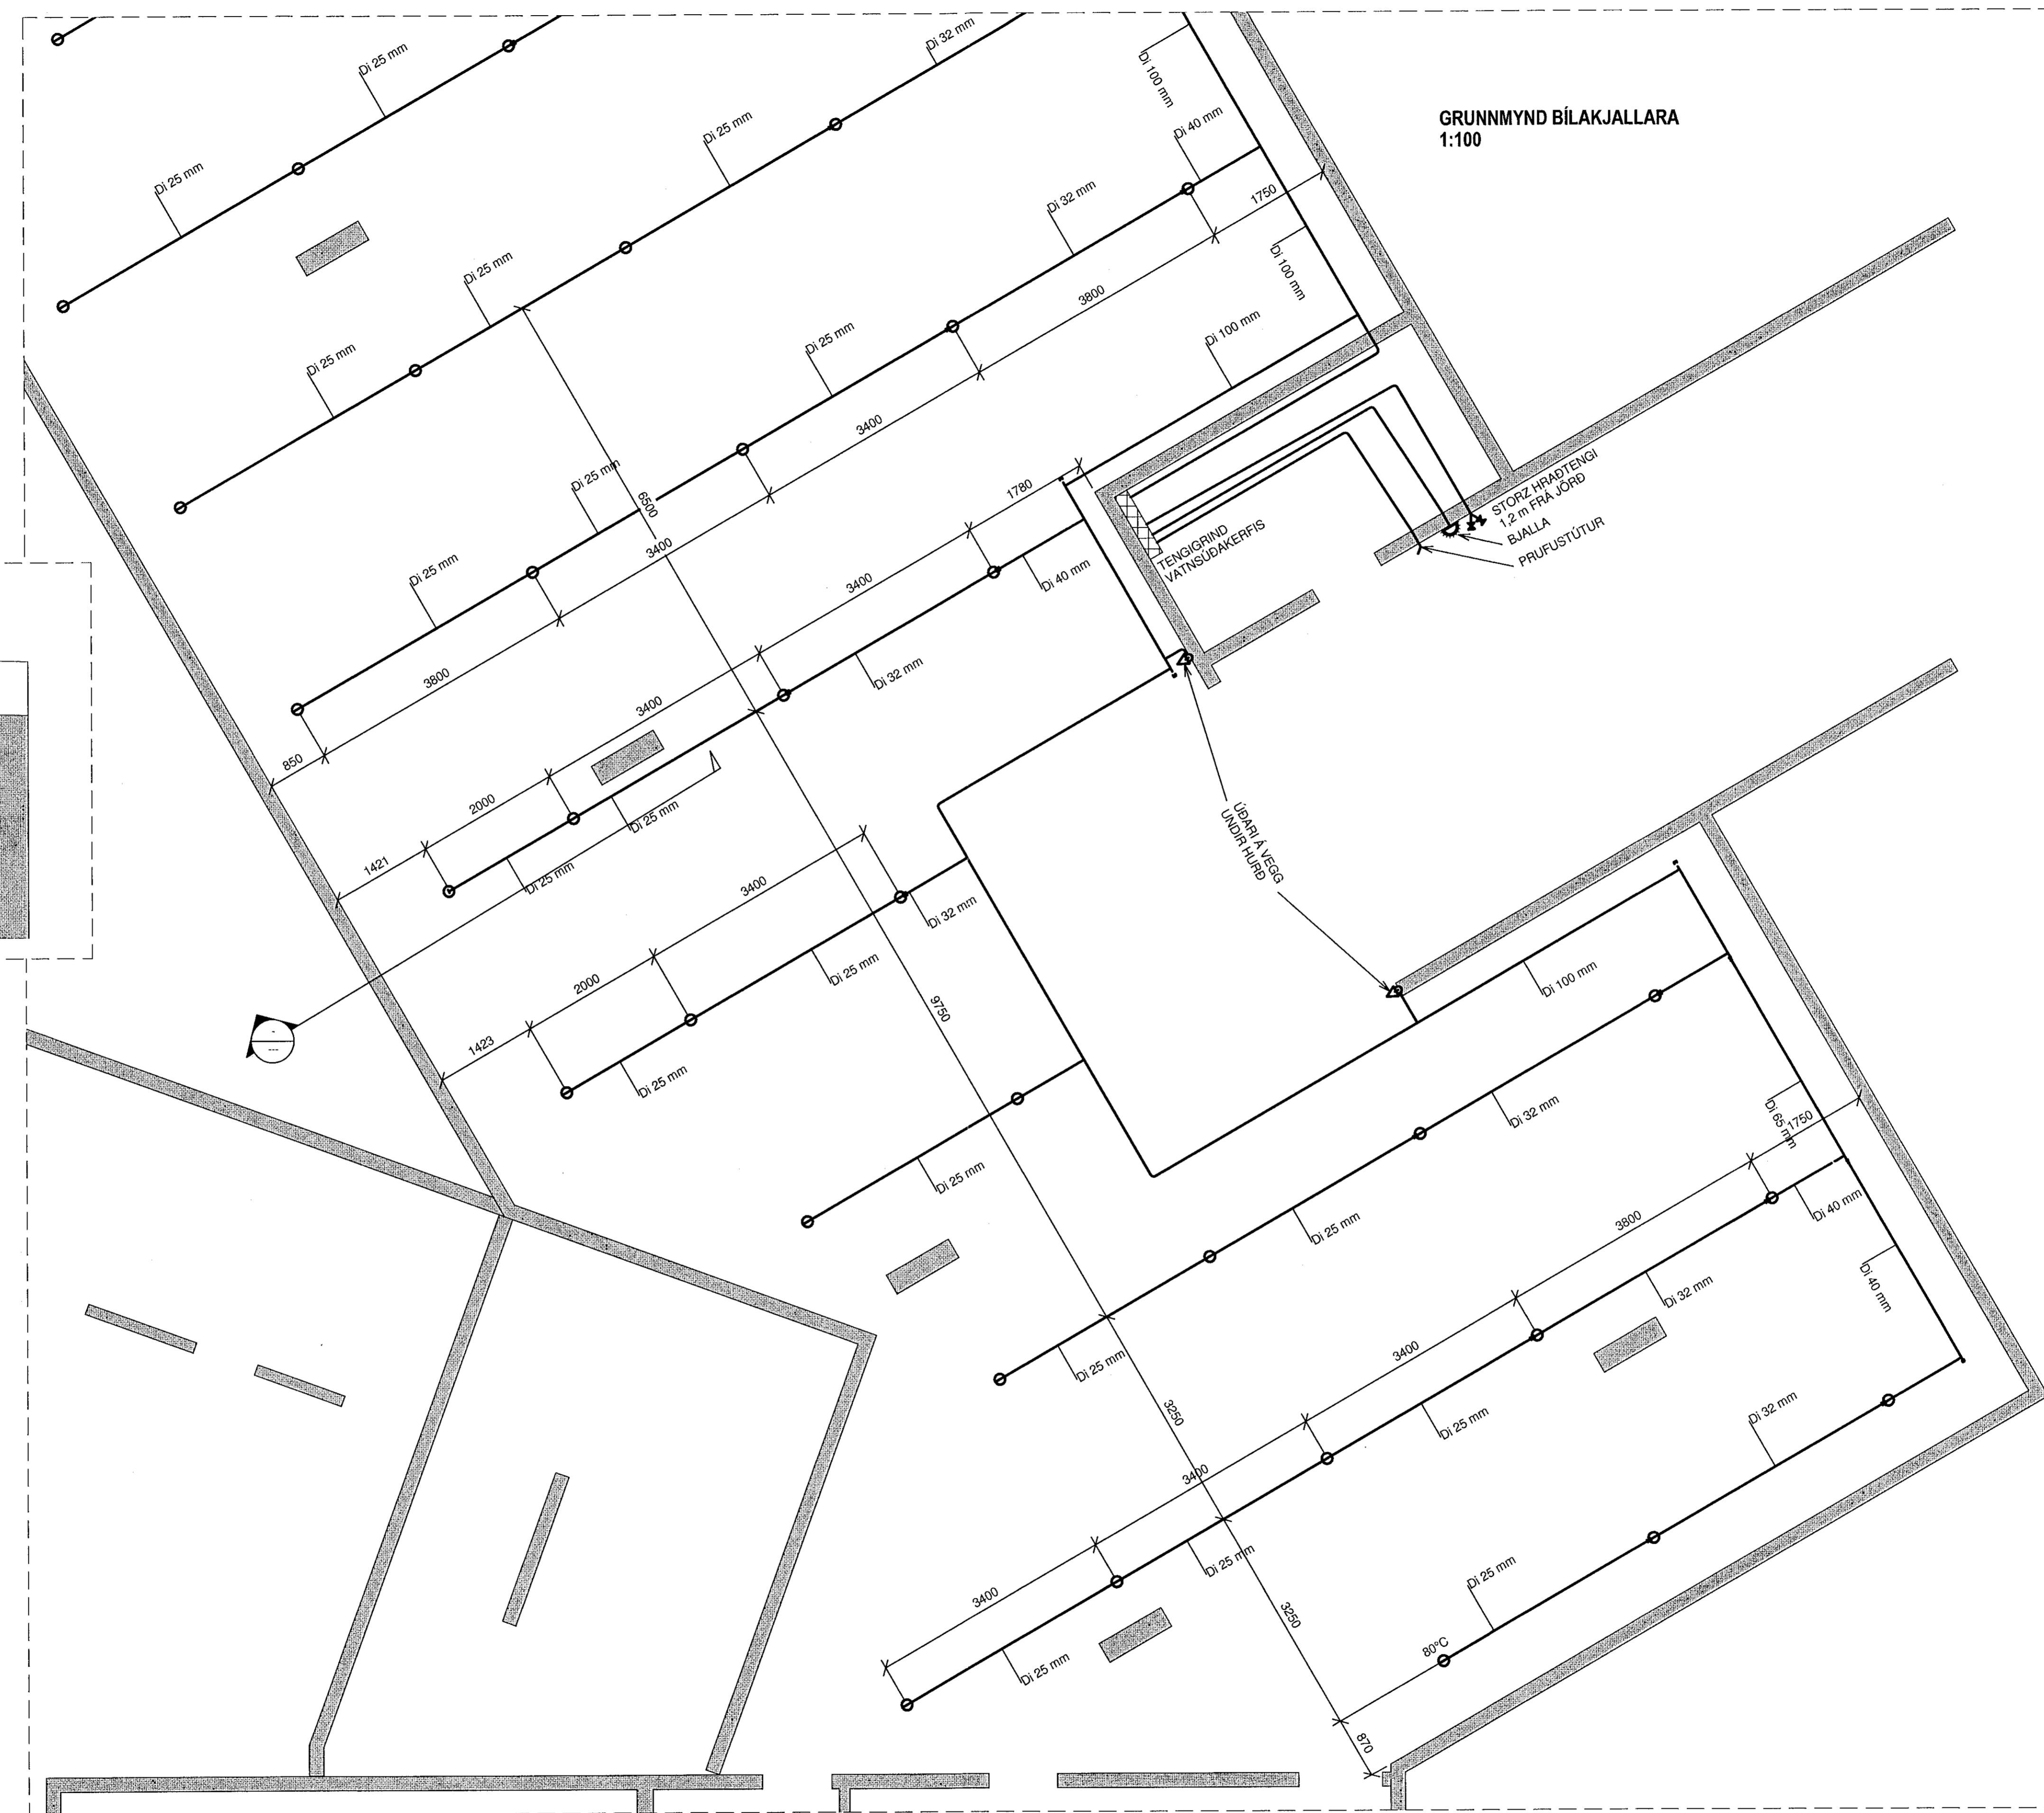 Di 25 mm
Di 32 mm
Di 100 mm
GRUNNMYND BÍLAKJALLARA
1:100
Di 25 mm
Di 40 mm
Di 25 mm
Di 32 mm
1750
Di 25 mm
Di 100 mm
3800
Di 25 mm
Di 25 mm
Di 100 mm
3400
Di 25 mm
6500
1780
STORZ HRAÐTENGI
1,2 m FRÁ JÖRÐ
BJALLA
PRUFUSTÚTUR
TENGIGRIND
VATNSÚÐAKERFIS
3400
Di 25 mm
3400
Di 40 mm
3800
3400
Di 32 mm
850
2000
Di 25 mm
1421
Di 25 mm
ÚÐARI Á VEGG
UNDIR HURÐ
3400
Di 32 mm
2000
Di 25 mm
9750
Di 100 mm
1423
Di 25 mm
Di 65 mm
1750
Di 32 mm
Di 25 mm
Di 40 mm
3800
Di 25 mm
Di 40 mm
Di 32 mm
3400
Di 25 mm
3250
Di 25 mm
Di 32 mm
3400
Di 25 mm
3400
Di 25 mm
3250
Di 25 mm
80°C
870